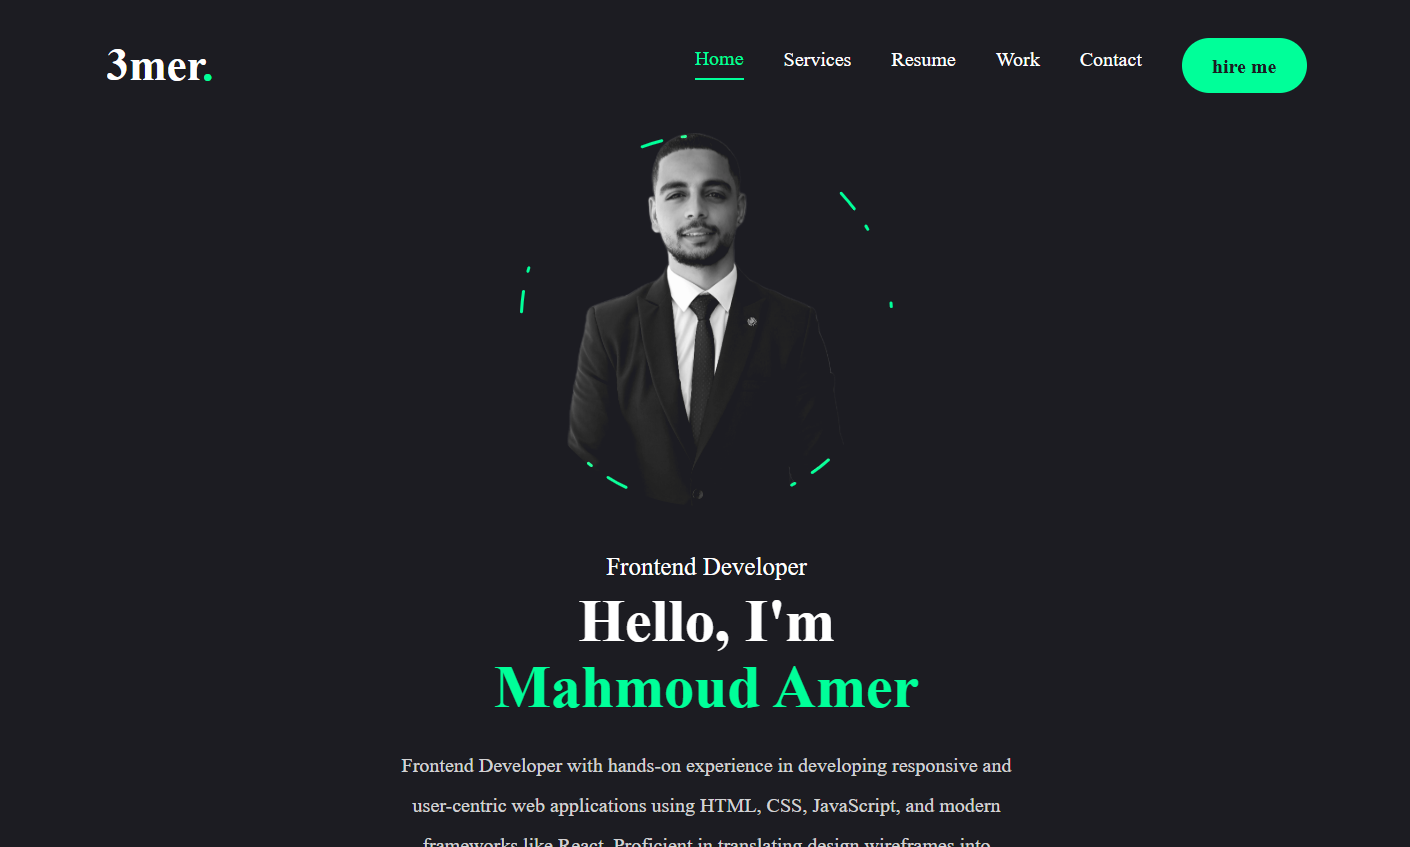 3mer.
Home Services Resume Work Contact hire me
Frontend Developer
Hello, I'm
Mahmoud Amer
Frontend Developer with hands-on experience in developing responsive and
user-centric web applications using HTML, CSS, JavaScript, and modern
frameworks like React. Proficient in translating design wireframes into